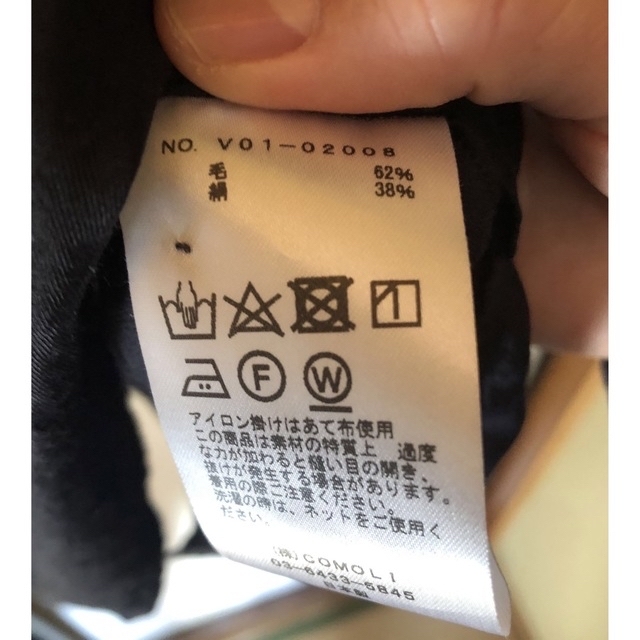 NO. V01-02008
毛 62%
絹 38%
F W
アイロン掛けはあて布使用
この商品は素材の特質上 過度
な力が加わると縫い目の開き、
抜けが発生する場合があります。
着用の際ご注意ください。
洗濯の時は、ネットをご使用く
ださい。
(株) COMOLI
03-6433-5845
日本製